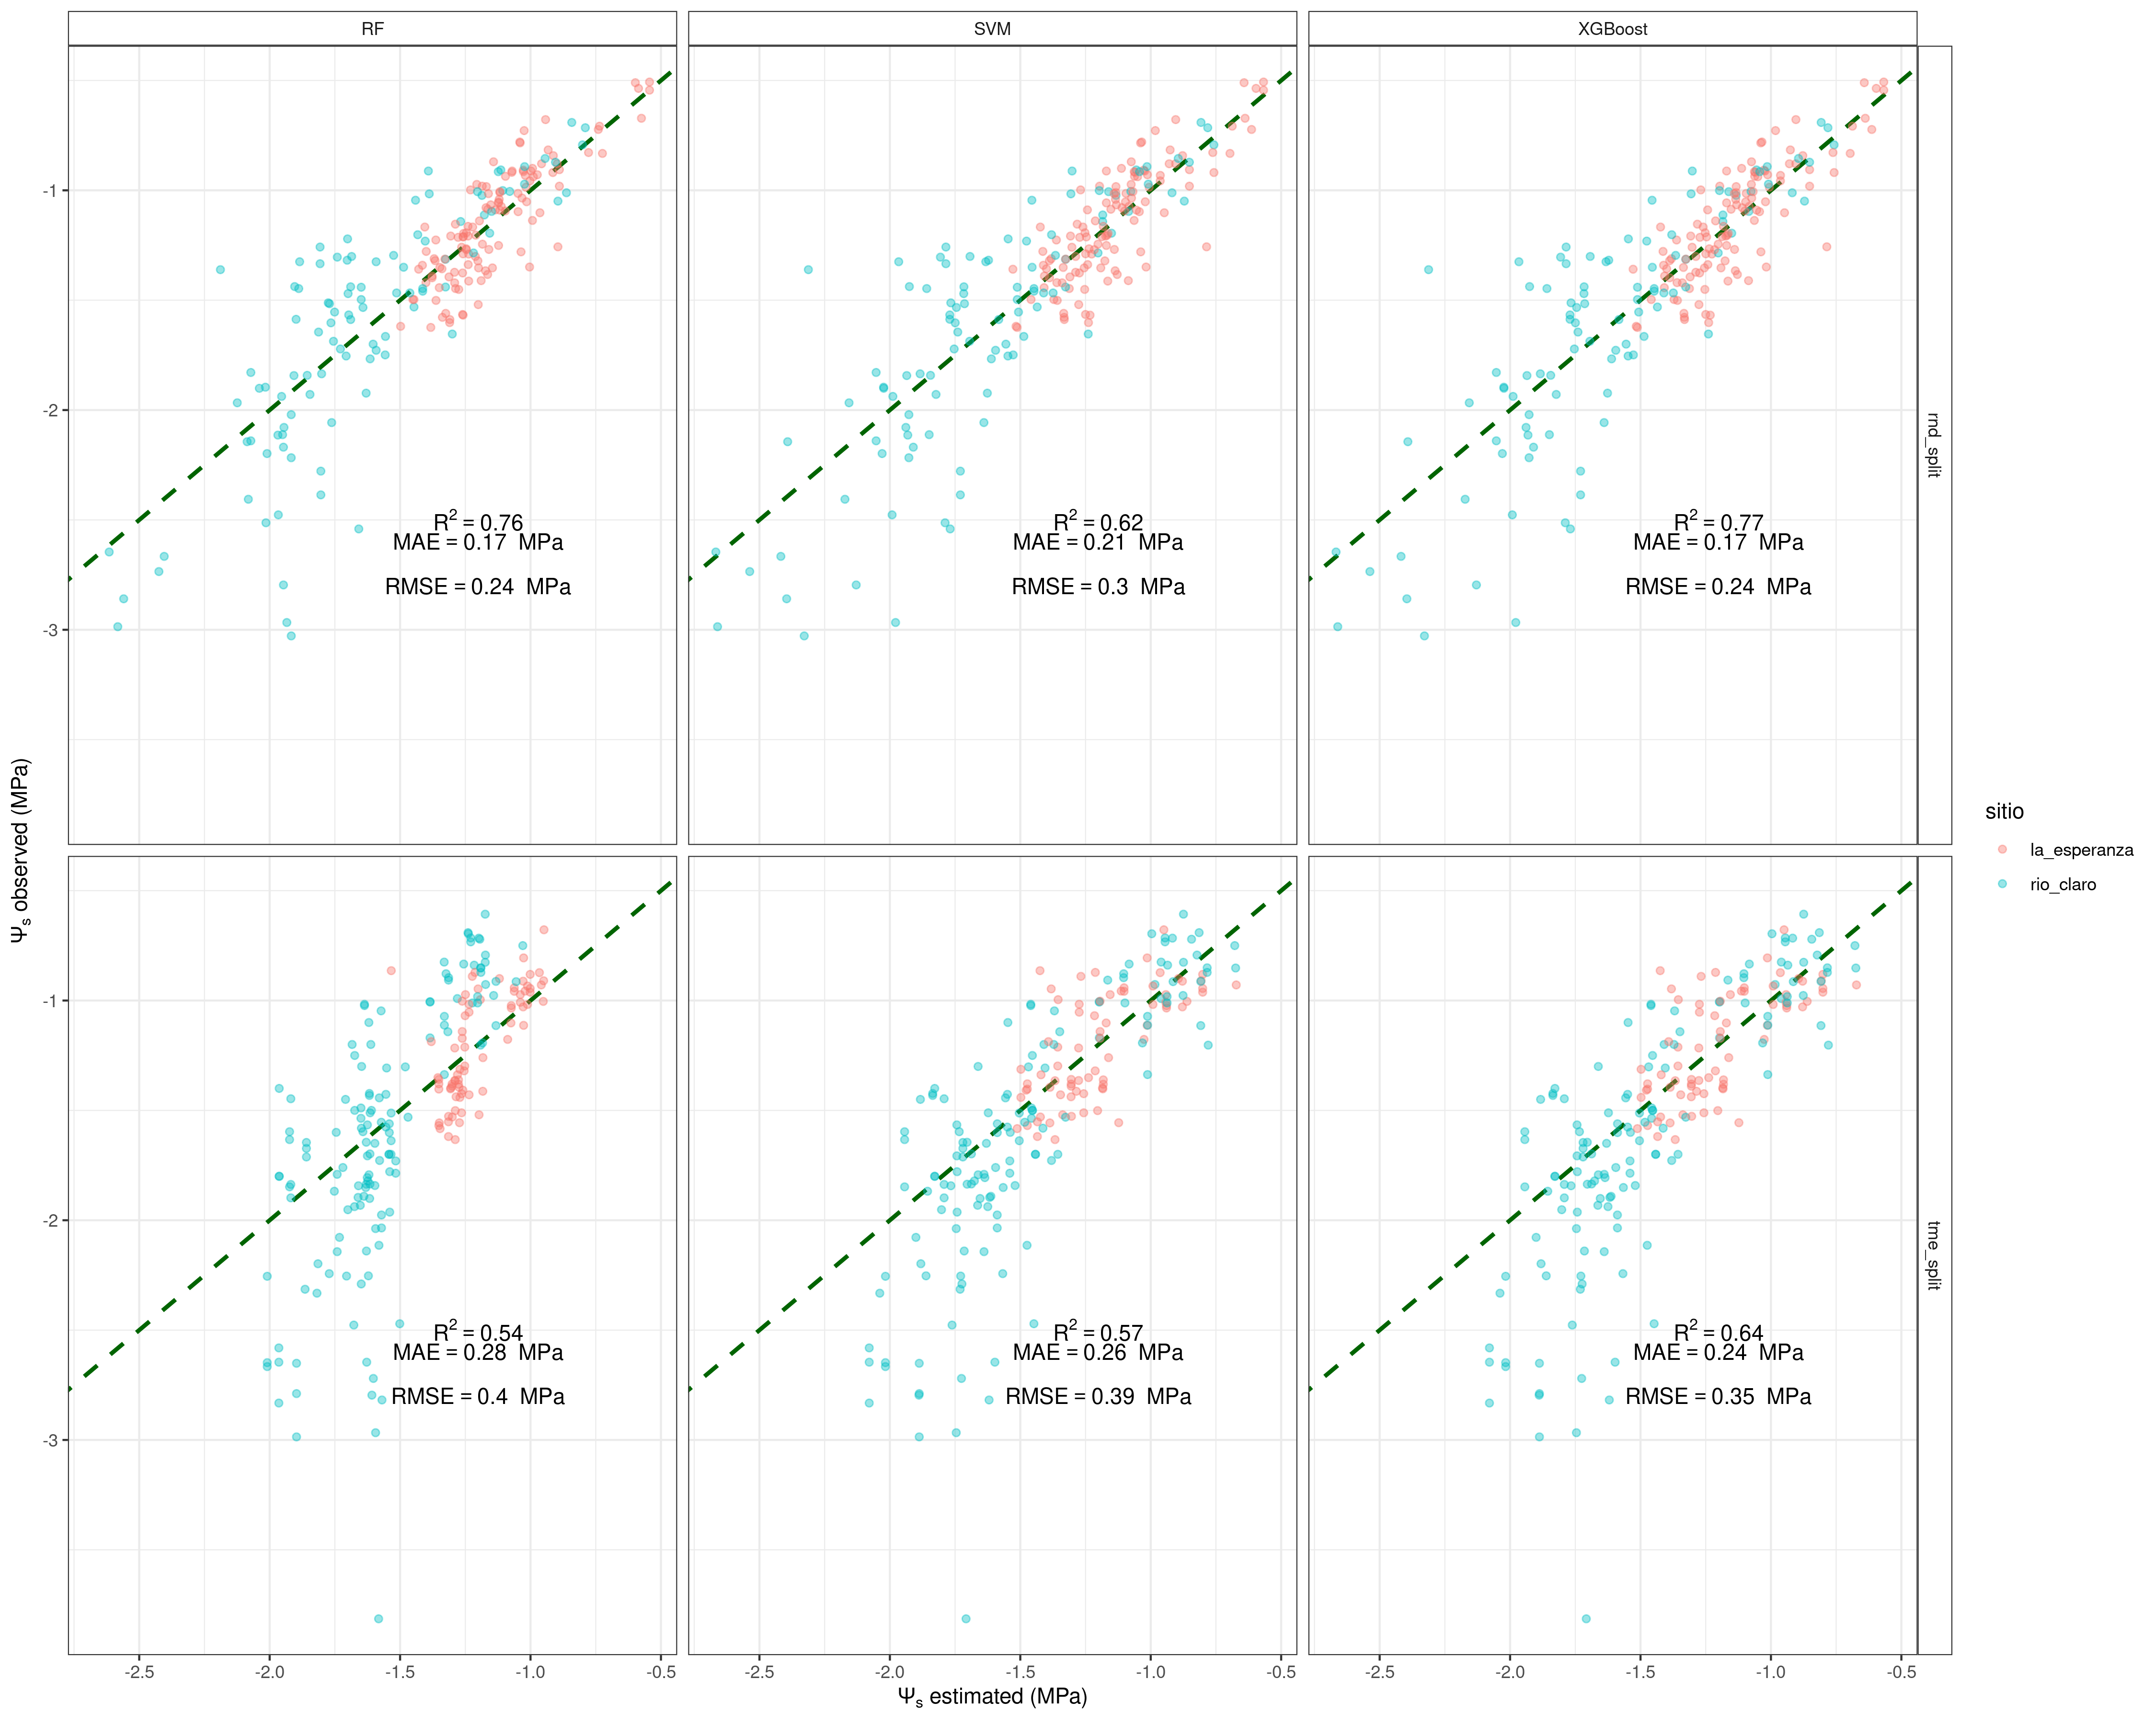 RF
SVM
XGBoost
-1
-2
-3
R² = 0.76
MAE = 0.17 MPa
RMSE = 0.24 MPa
R² = 0.62
MAE = 0.21 MPa
RMSE = 0.3 MPa
R² = 0.77
MAE = 0.17 MPa
RMSE = 0.24 MPa
rnd_split
Ψs observed (MPa)
sitio
la_esperanza
rio_claro
-1
-2
-3
R² = 0.54
MAE = 0.28 MPa
RMSE = 0.4 MPa
R² = 0.57
MAE = 0.26 MPa
RMSE = 0.39 MPa
R² = 0.64
MAE = 0.24 MPa
RMSE = 0.35 MPa
tme_split
-2.5 -2.0 -1.5 -1.0 -0.5
-2.5 -2.0 -1.5 -1.0 -0.5
-2.5 -2.0 -1.5 -1.0 -0.5
Ψs estimated (MPa)